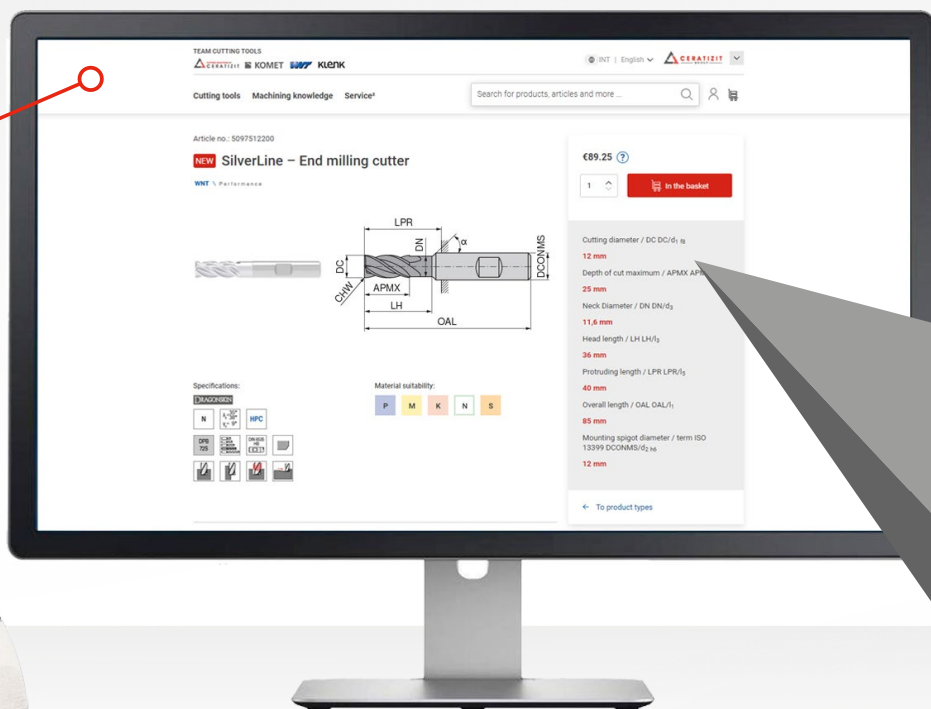 TEAM CUTTING TOOLS
CERATIZIT KOMET WNT KLENK
INT | English
CERATIZIT
GROUP
Cutting tools Machining knowledge Service³
Search for products, articles and more ...
Article no.: 5097512200
NEW SilverLine – End milling cutter
WNT \ Performance
LPR
DN
α
DC
DCONMS
CHW
APMX
LH
OAL
Specifications:
DRAGONSKIN
N
HPC
DPB
72S
Material suitability:
P M K N S
€89.25 ?
1 In the basket
Cutting diameter / DC DC/d₁
12 mm
Depth of cut maximum / APMX
25 mm
Neck Diameter / DN DN/d₃
11,6 mm
Head length / LH LH/l₃
36 mm
Protruding length / LPR LPR/l₅
40 mm
Overall length / OAL OAL/l₁
85 mm
Mounting spigot diameter / term ISO
13399 DCONMS/d₂ h6
12 mm
← To product types